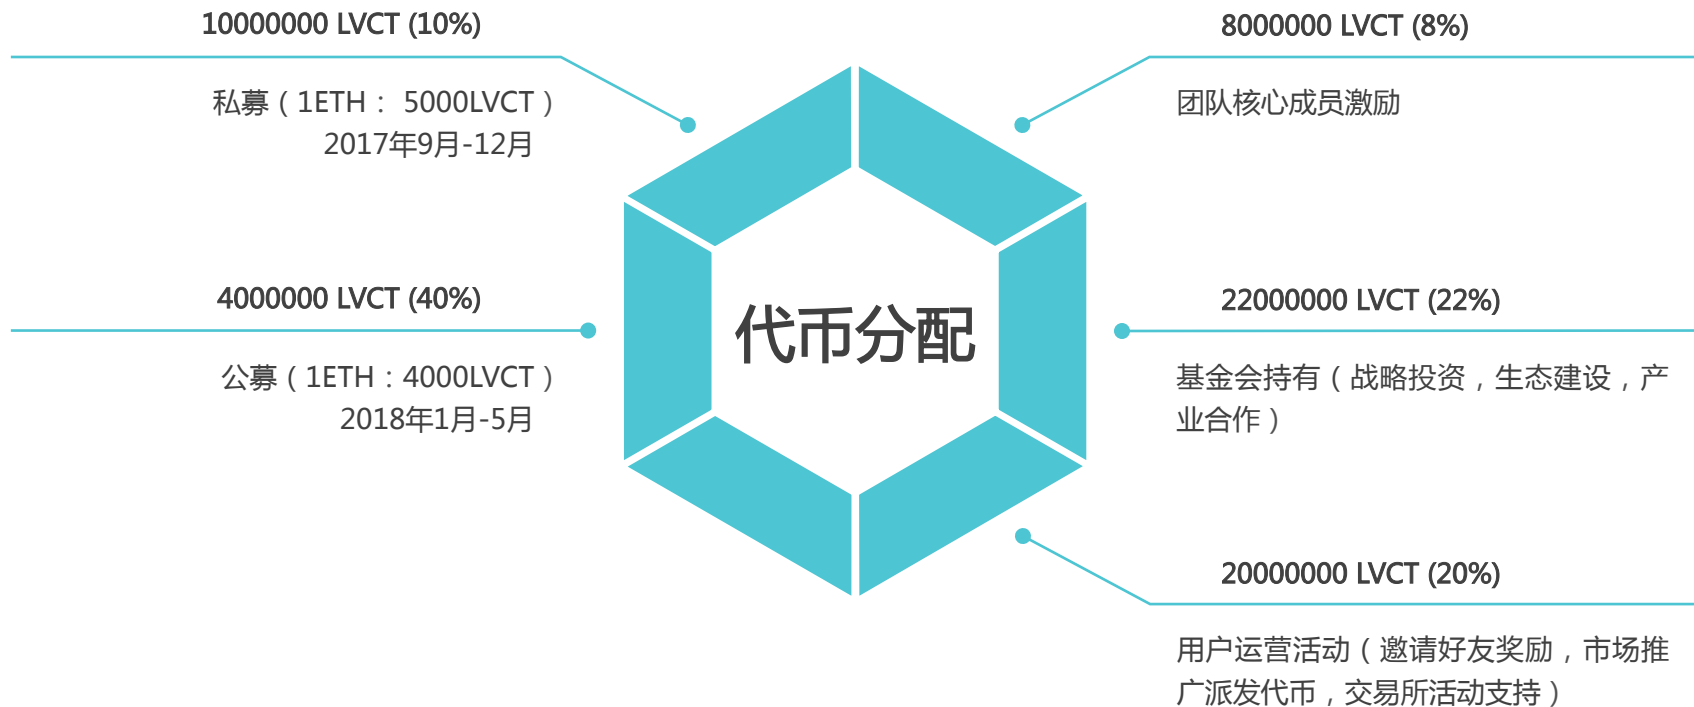 10000000 LVCT (10%)
私募（1ETH： 5000LVCT）
2017年9月-12月
4000000 LVCT (40%)
公募（1ETH：4000LVCT）
2018年1月-5月
代币分配
8000000 LVCT (8%)
团队核心成员激励
22000000 LVCT (22%)
基金会持有（战略投资，生态建设，产
业合作）
20000000 LVCT (20%)
用户运营活动（邀请好友奖励，市场推
广派发代币，交易所活动支持）